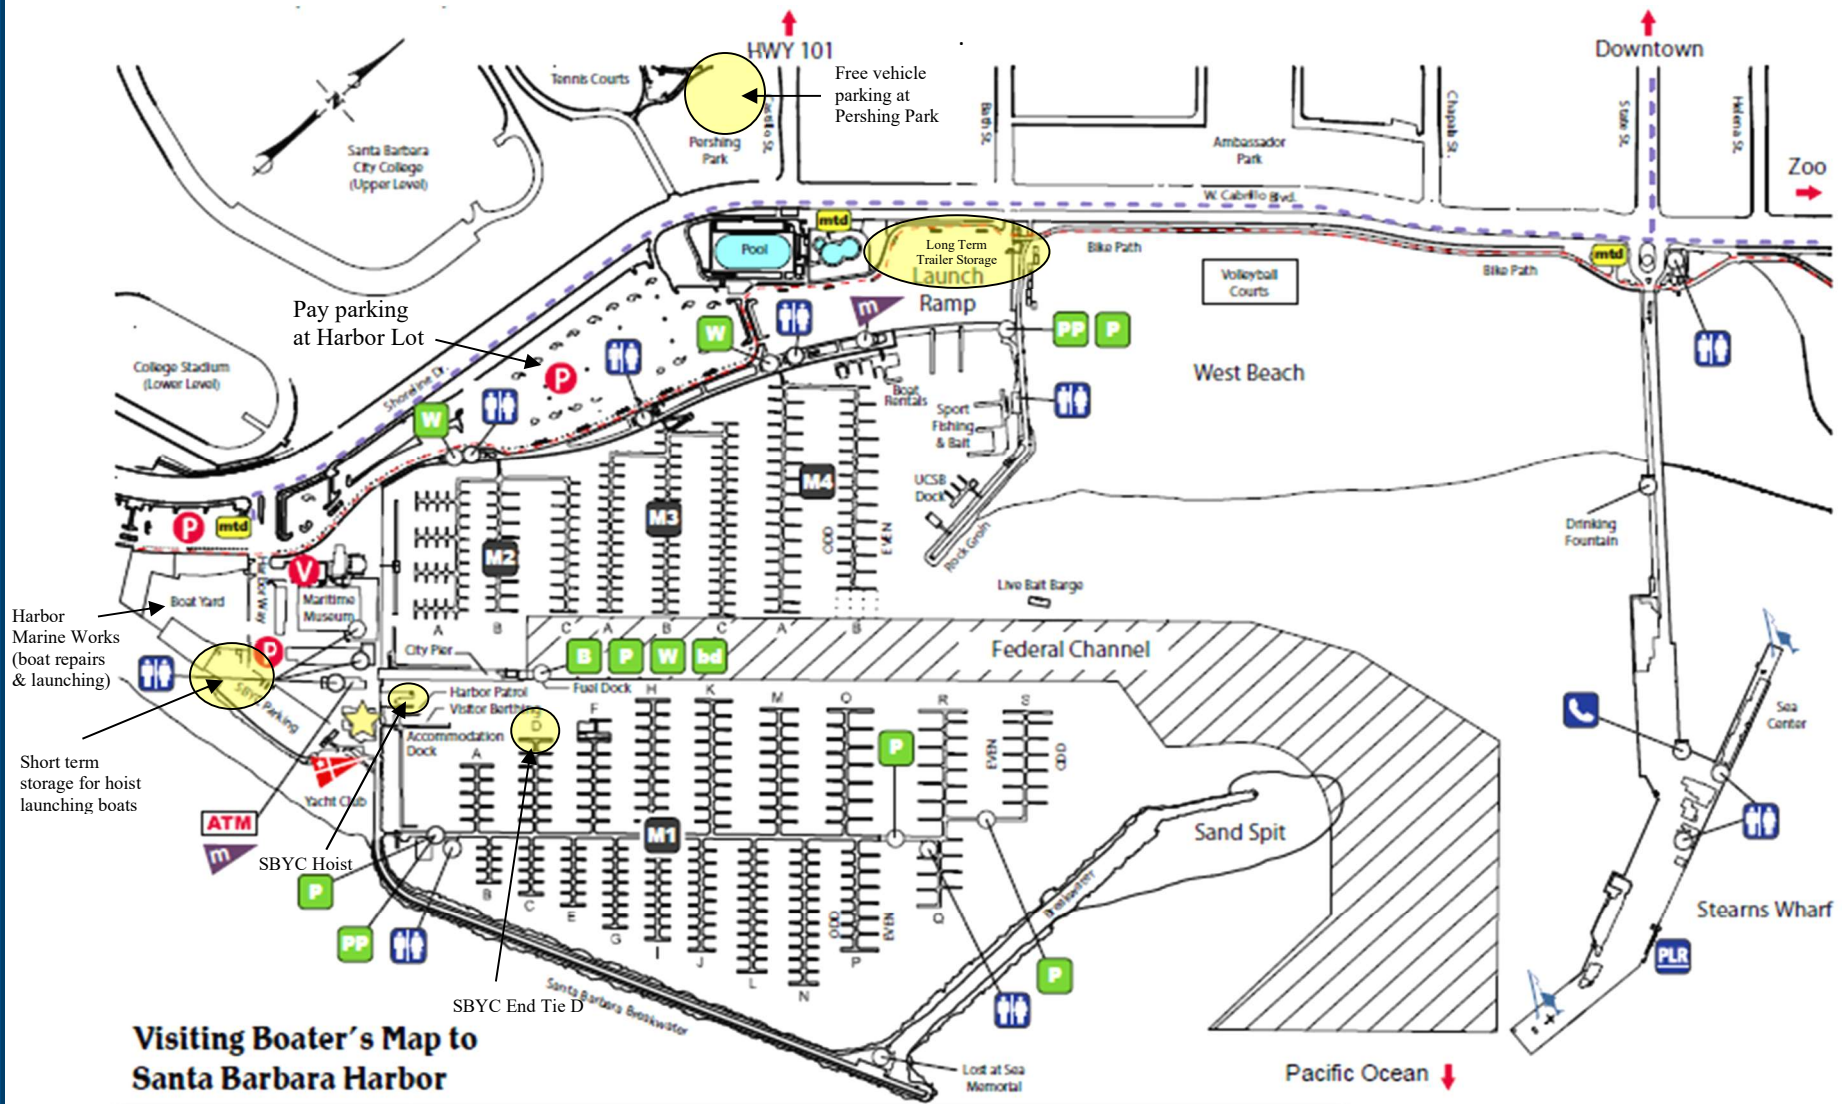 HWY 101
Downtown
Tennis Courts
Free vehicle
parking at
Pershing Park
Castillo St.
Bath St.
Chapala St.
State St.
Helena St.
N
Santa Barbara
City College
(Upper Level)
Pershing
Park
Ambassador
Park
Zoo
W. Cabrillo Blvd.
mtd
Pool
Long Term
Trailer Storage
Launch
Ramp
Bike Path
mtd
Bike Path
Volleyball
Courts
Pay parking
at Harbor Lot
m
W
PP
P
P
College Stadium
(Lower Level)
Shoreline Dr.
West Beach
Boat
Rentals
Sport
Fishing
& Bait
W
M4
UCSB
Dock
M3
P
mtd
M2
ODD
EVEN
Rock Groin
Drinking
Fountain
V
Harbor Way
Boat Yard
Maritime
Museum
Live Bait Barge
Harbor
Marine Works
(boat repairs
& launching)
A
B
C
A
B
C
A
B
P
City Pier
B
P
W
bd
Federal Channel
SBYC Parking
Harbor Patrol
Visitor Berthing
Fuel Dock
H
K
M
O
R
S
D
F
Accommodation
Dock
A
P
EVEN
ODD
Sea
Center
Short term
storage for hoist
launching boats
Yacht Club
ATM
m
M1
Sand Spit
SBYC Hoist
P
B
C
E
G
I
J
L
N
ODD
P
EVEN
Q
Breakwater
Stearns Wharf
PP
PLR
P
SBYC End Tie D
Santa Barbara Breakwater
Visiting Boater's Map to
Santa Barbara Harbor
Lost at Sea
Memorial
Pacific Ocean